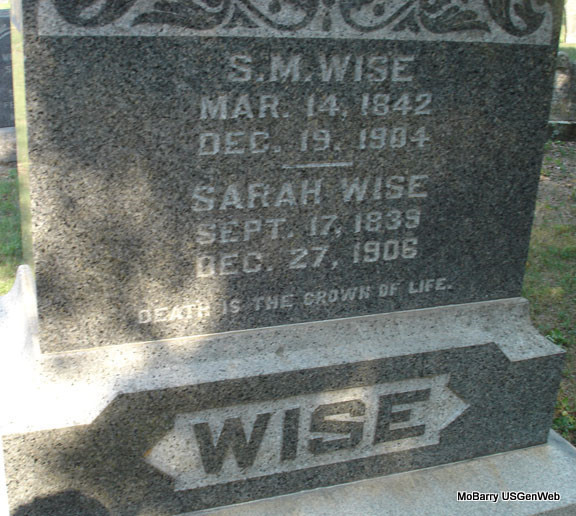 S.M. WISE
MAR. 14, 1842
DEC. 19, 1904
SARAH WISE
SEPT. 17, 1839
DEC. 27, 1906
DEATH IS THE CROWN OF LIFE.
WISE
MoBarry USGenWeb